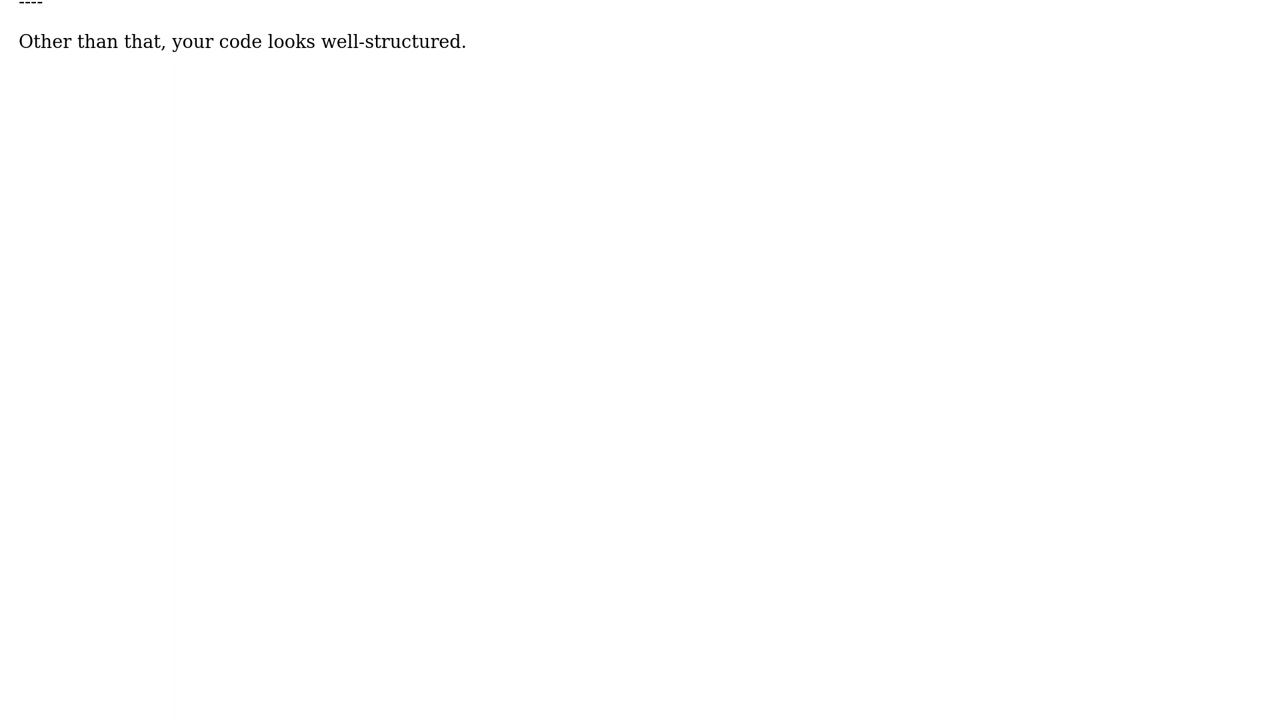 ----
Other than that, your code looks well-structured.